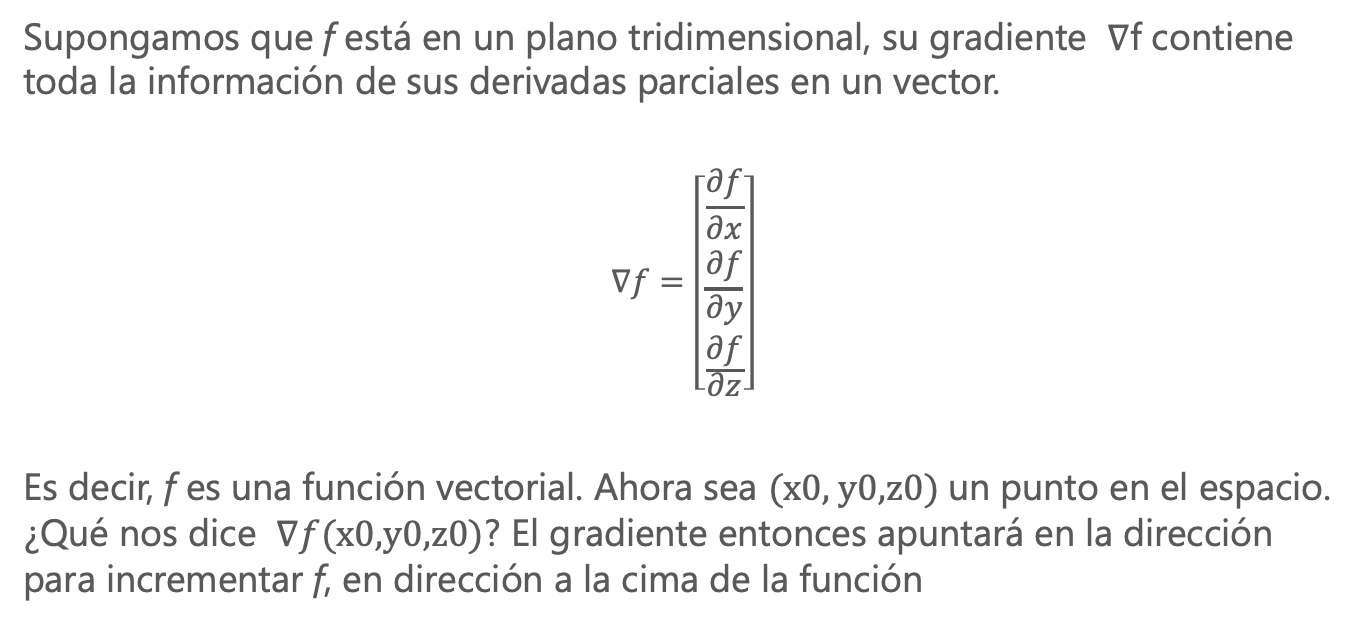 Supongamos que f está en un plano tridimensional, su gradiente ∇f contiene
toda la información de sus derivadas parciales en un vector.
∇f = [∂f/∂x ∂f/∂y ∂f/∂z]
Es decir, f es una función vectorial. Ahora sea (x0, y0,z0) un punto en el espacio.
¿Qué nos dice ∇f(x0,y0,z0)? El gradiente entonces apuntará en la dirección
para incrementar f, en dirección a la cima de la función